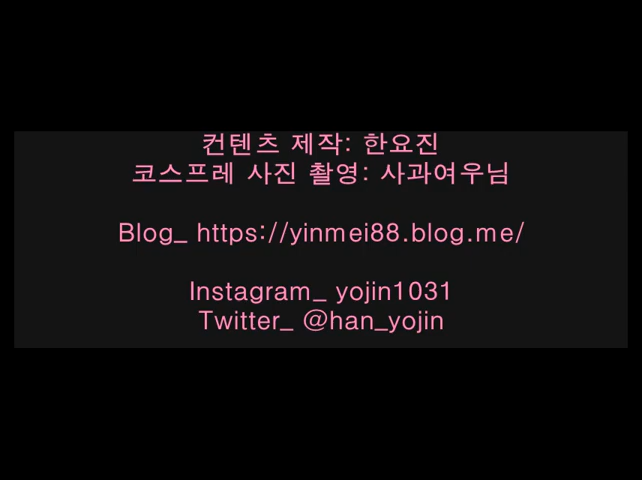 컨텐츠 제작: 한요진
코스프레 사진 촬영: 사과여우님
Blog_ https://yinmei88.blog.me/
Instagram_ yojin1031
Twitter_ @han_yojin